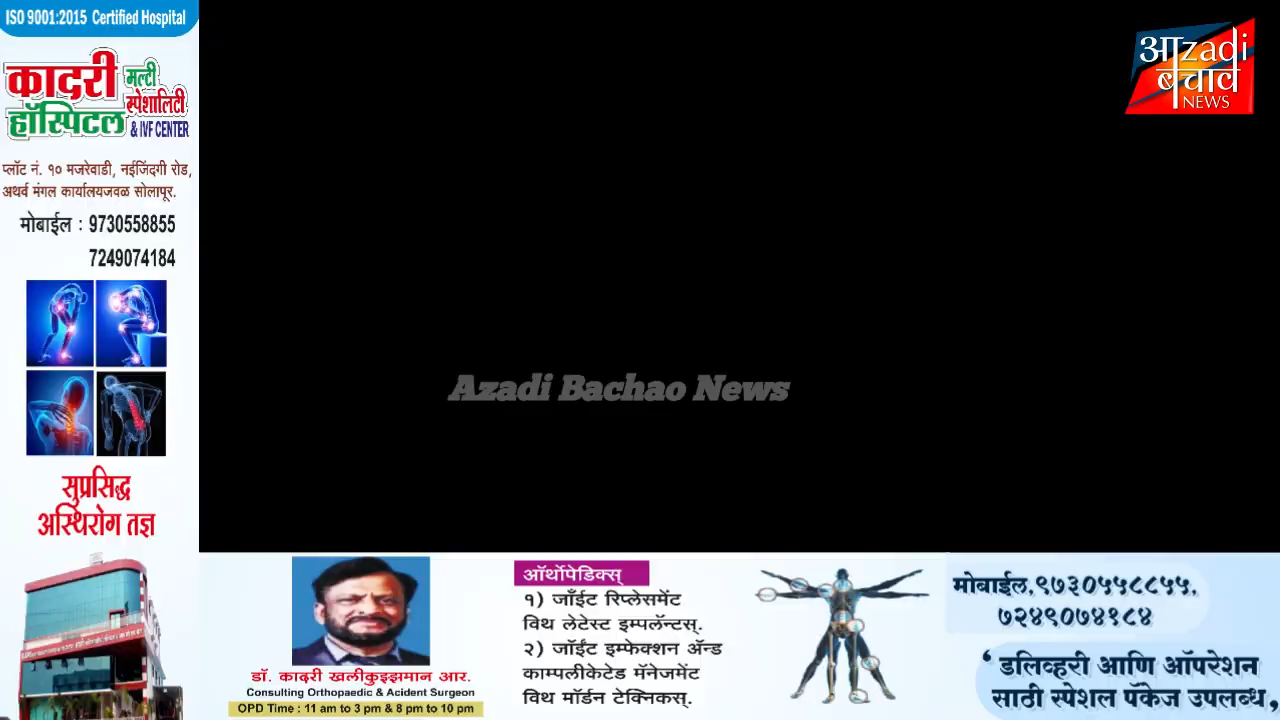 ISO 9001:2015 Certified Hospital
कादरी मल्टी
हॉस्पिटल स्पेशालिटी
& IVF CENTER
प्लॉट नं. १० मजरेवाडी, नईजिंदगी रोड,
अथर्व मंगल कार्यालयजवळ सोलापूर.
मोबाईल : 9730558855
7249074184
सुप्रसिद्ध
अस्थिरोग तज्ञ
आzadi
बचाव
NEWS
Azadi Bachao News
डॉ. कादरी खलीकुझ्झमान आर.
Consulting Orthopaedic & Acident Surgeon
OPD Time : 11 am to 3 pm & 8 pm to 10 pm
ऑर्थोपेडिक्स्
१) जॉंईट रिप्लेसमेंट
विथ लेटेस्ट इम्पलॅन्टस्.
२) जॉईंट इम्फेक्शन ॲन्ड
काम्पलीकेटेड मॅनेजमेंट
विथ मॉर्डन टेक्निकस्.
मोबाईल.९७३०५५८८५५,
७२४९०७४१८४
‘ डलिव्हरी आणि ऑपरेशन
साठी स्पेशल पॅकेज उपलब्ध,